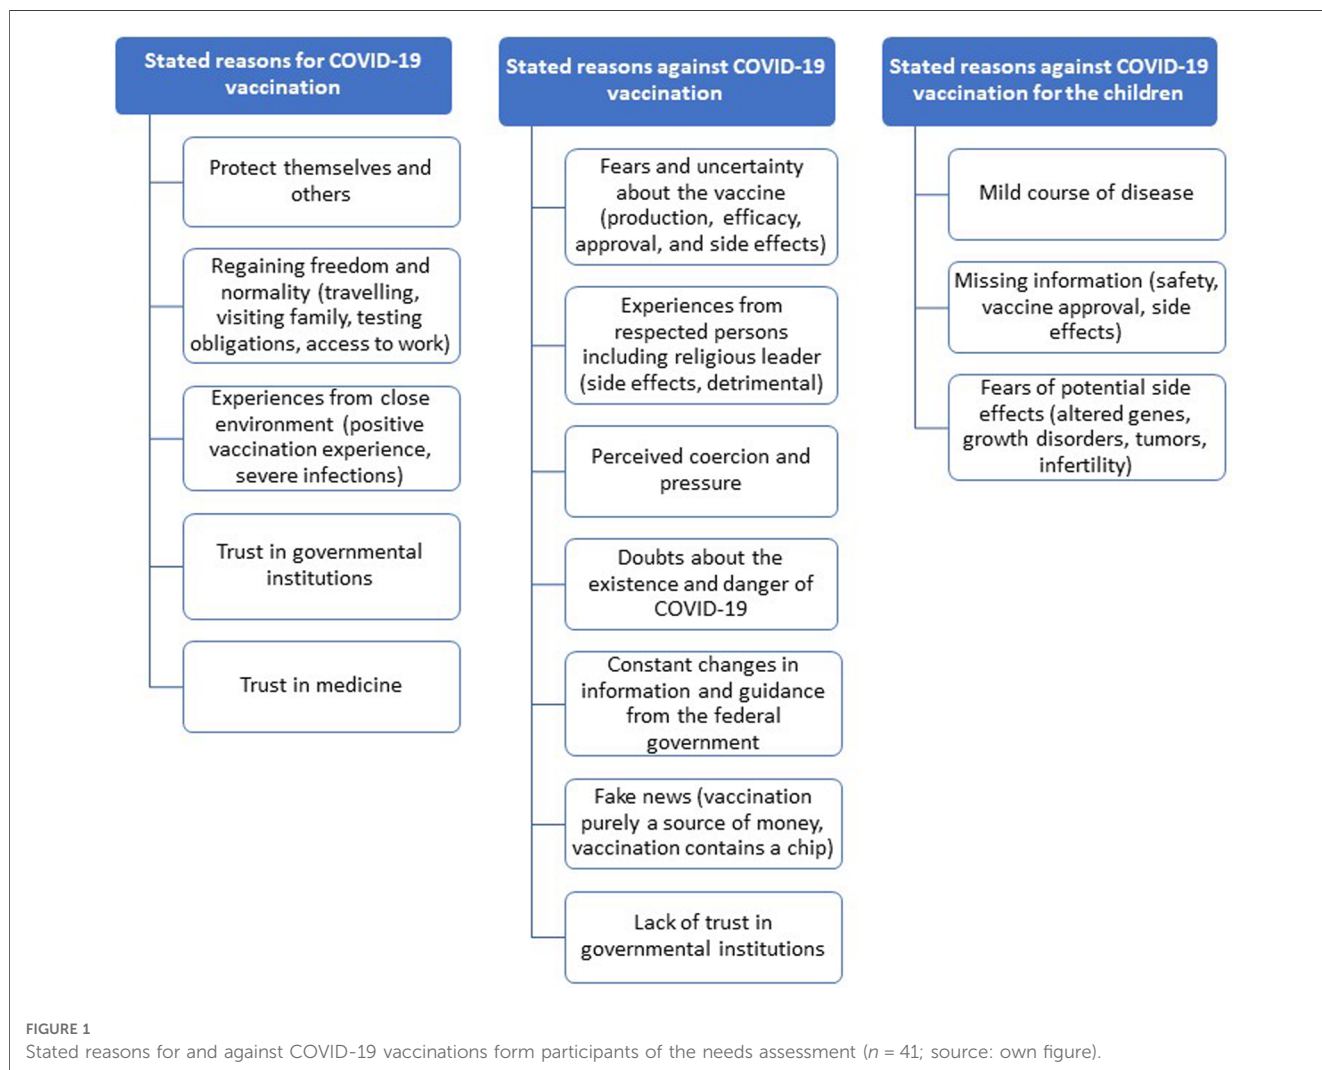 Stated reasons for COVID-19
vaccination
Protect themselves and
others
Regaining freedom and
normality (travelling,
visiting family, testing
obligations, access to work)
Experiences from close
environment (positive
vaccination experience,
severe infections)
Trust in governmental
institutions
Trust in medicine
Stated reasons against COVID-19
vaccination
Fears and uncertainty
about the vaccine
(production, efficacy,
approval, and side effects)
Experiences from
respected persons
including religious leader
(side effects, detrimental)
Perceived coercion and
pressure
Doubts about the
existence and danger of
COVID-19
Constant changes in
information and guidance
from the federal
government
Fake news (vaccination
purely a source of money,
vaccination contains a chip)
Lack of trust in
governmental institutions
Stated reasons against COVID-19
vaccination for the children
Mild course of disease
Missing information (safety,
vaccine approval, side
effects)
Fears of potential side
effects (altered genes,
growth disorders, tumors,
infertility)
FIGURE 1
Stated reasons for and against COVID-19 vaccinations form participants of the needs assessment (n = 41; source: own figure).